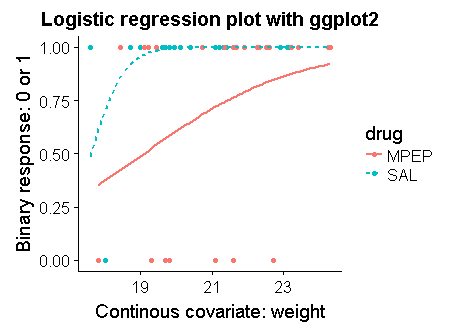 Logistic regression plot with ggplot2
Binary response: 0 or 1
1.00
0.75
0.50
0.25
0.00
19
21
23
Continous covariate: weight
drug
MPEP
SAL